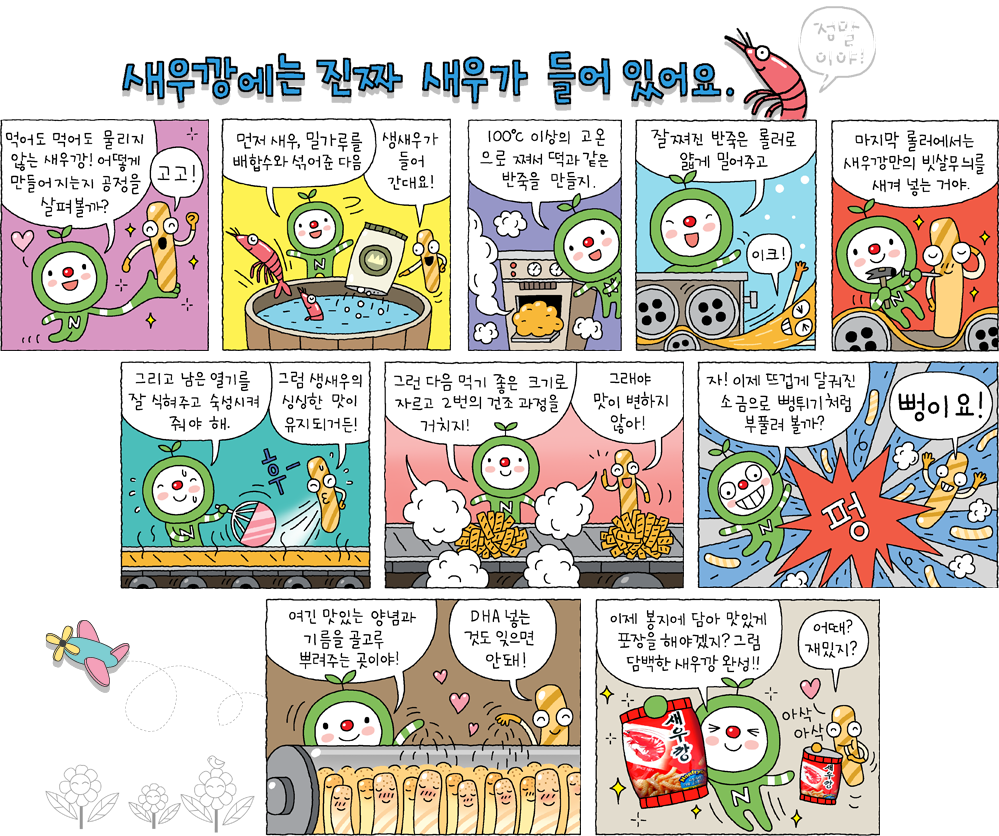 정말
이야!
새우깡에는 진짜 새우가 들어 있어요.
먹어도 먹어도 물리지
않는 새우깡! 어떻게
만들어지는지 공정을
살펴볼까?
고고!
N
먼저 새우, 밀가루를
배합수와 섞어준 다음
생새우가
들어
간대요!
N
100℃ 이상의 고온
으로 쪄서 떡과 같은
반죽을 만들지.
N
잘 쪄진 반죽은 롤러로
얇게 밀어주고
이크!
마지막 롤러에서는
새우깡만의 빗살무늬를
새겨 넣는 거야.
N
그리고 남은 열기를
잘 식혀주고 숙성시켜
줘야 해.
그럼 생새우의
싱싱한 맛이
유지되거든!
후-
N
그런 다음 먹기 좋은 크기로
자르고 2번의 건조 과정을
거치지!
그래야
맛이 변하지
않아!
N
자! 이제 뜨겁게 달궈진
소금으로 뻥튀기처럼
부풀려 볼까?
뻥이요!
펑
N
여긴 맛있는 양념과
기름을 골고루
뿌려주는 곳이야!
DHA 넣는
것도 잊으면
안돼!
이제 봉지에 담아 맛있게
포장을 해야겠지? 그럼
담백한 새우깡 완성!!
어때?
재밌지?
아삭
아삭
새우깡
새우깡
N